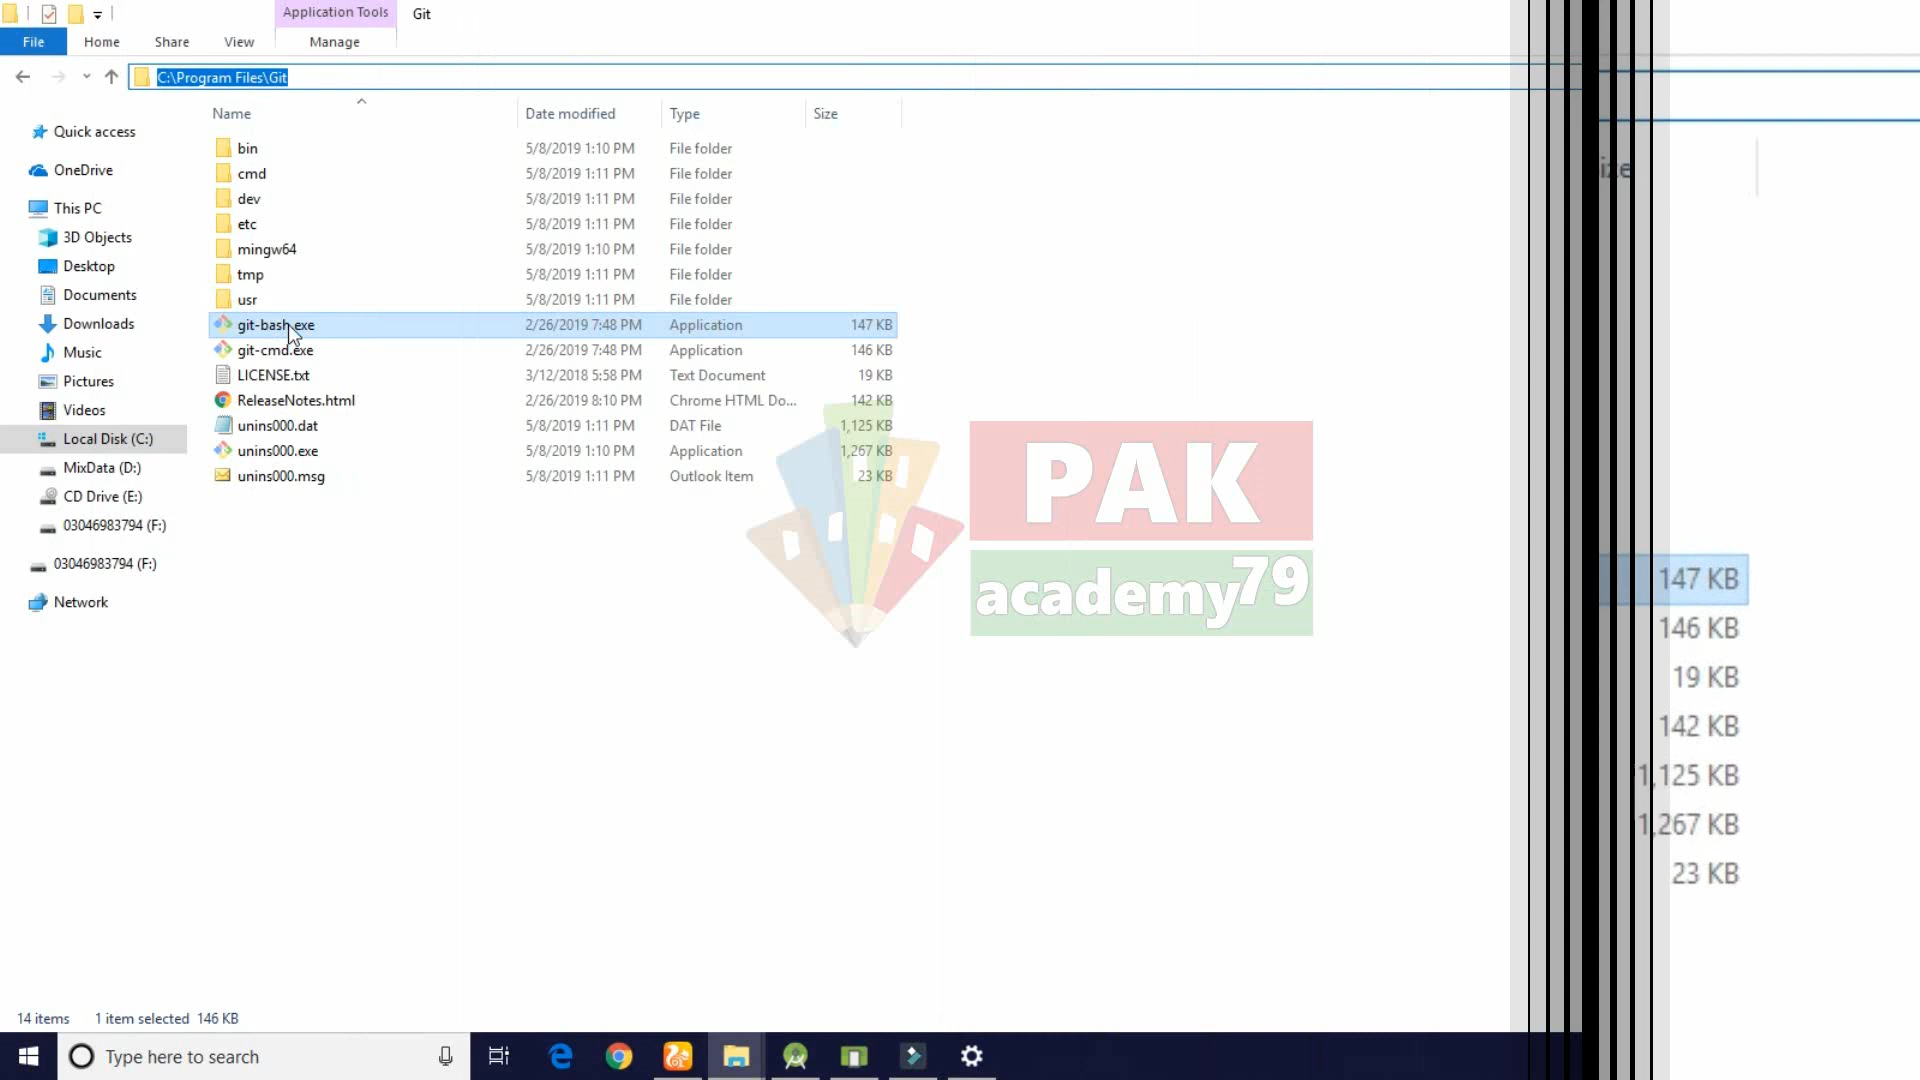 Application Tools
Git
File
Home
Share
View
Manage
C:\Program Files\Git
Name
Date modified
Type
Size
Quick access
OneDrive
This PC
3D Objects
Desktop
Documents
Downloads
Music
Pictures
Videos
Local Disk (C:)
MixData (D:)
CD Drive (E:)
03046983794 (F:)
03046983794 (F:)
Network
bin 5/8/2019 1:10 PM File folder
cmd 5/8/2019 1:11 PM File folder
dev 5/8/2019 1:11 PM File folder
etc 5/8/2019 1:11 PM File folder
mingw64 5/8/2019 1:10 PM File folder
tmp 5/8/2019 1:11 PM File folder
usr 5/8/2019 1:11 PM File folder
git-bash.exe 2/26/2019 7:48 PM Application 147 KB
git-cmd.exe 2/26/2019 7:48 PM Application 146 KB
LICENSE.txt 3/12/2018 5:58 PM Text Document 19 KB
ReleaseNotes.html 2/26/2019 8:10 PM Chrome HTML Do... 142 KB
unins000.dat 5/8/2019 1:11 PM DAT File 1,125 KB
unins000.exe 5/8/2019 1:10 PM Application 1,267 KB
unins000.msg 5/8/2019 1:11 PM Outlook Item 23 KB
PAK
academy79
ize
147 KB
146 KB
19 KB
142 KB
1,125 KB
1,267 KB
23 KB
14 items 1 item selected 146 KB
Type here to search